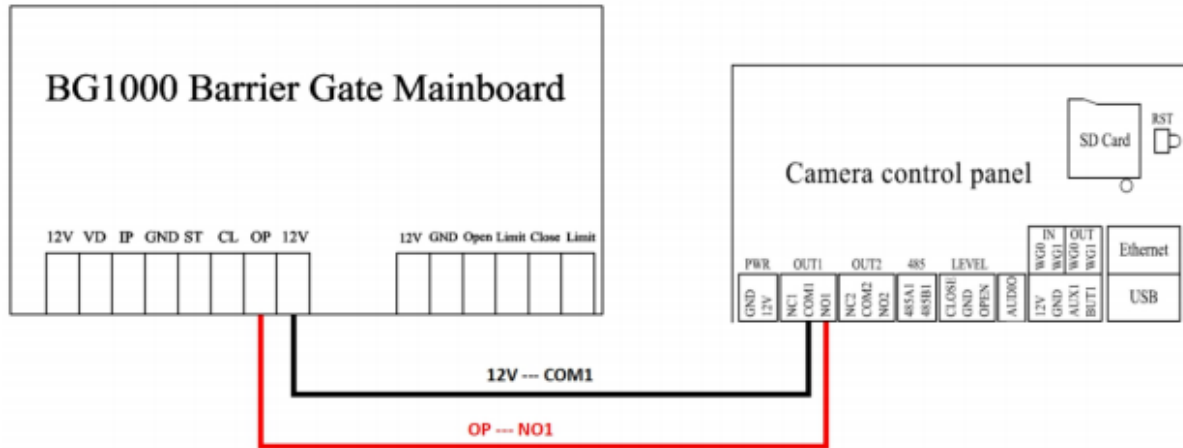 BG1000 Barrier Gate Mainboard
12V VD IP GND ST CL OP 12V
12V GND Open Limit Close Limit
Camera control panel
SD Card
RST
IN OUT
WG0 WG1 WG0 WG1
Ethernet
PWR OUT1 OUT2 485 LEVEL
GND 12V NC1 COM1 NO1 NC2 COM2 NO2 485A1 485B1 CLOSE GND OPEN AUDIO 12V GND AUX1 BUT1
USB
12V --- COM1
OP --- NO1